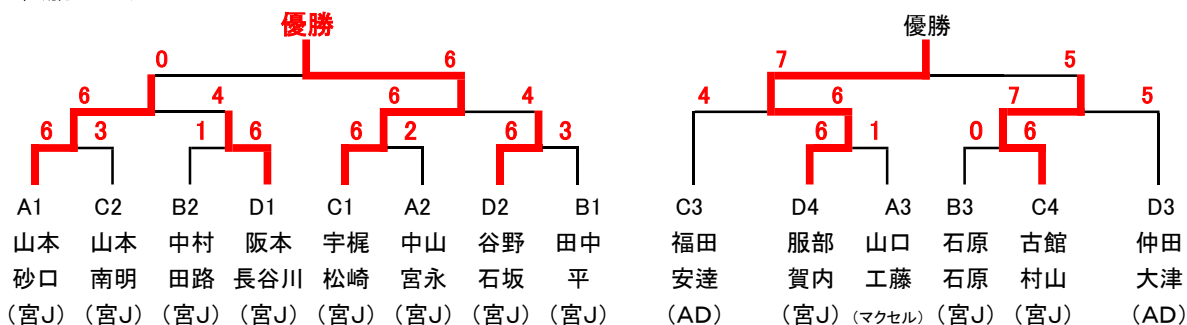 優勝 優勝
0 6 7 5
6 4 6 4 4 6 7 5
6 3 1 6 6 2 6 3 6 1 0 6
A1 C2 B2 D1 C1 A2 D2 B1 C3 D4 A3 B3 C4 D3
山本 山本 中村 阪本 宇梶 中山 谷野 田中 福田 服部 山口 石原 古館 仲田
砂口 南明 田路 長谷川 松崎 宮永 石坂 平 安達 賀内 工藤 石原 村山 大津
(宮J) (宮J) (宮J) (宮J) (宮J) (宮J) (宮J) (宮J) (AD) (宮J) (マクセル) (宮J) (宮J) (AD)